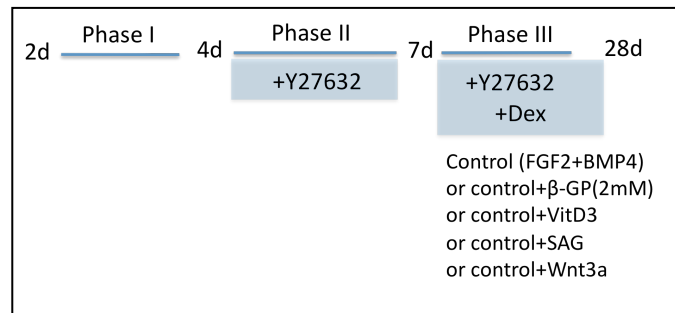 Phase I
Phase II
Phase III
2d
4d
7d
28d
+Y27632
+Y27632
+Dex
Control (FGF2+BMP4)
or control+β-GP(2mM)
or control+VitD3
or control+SAG
or control+Wnt3a